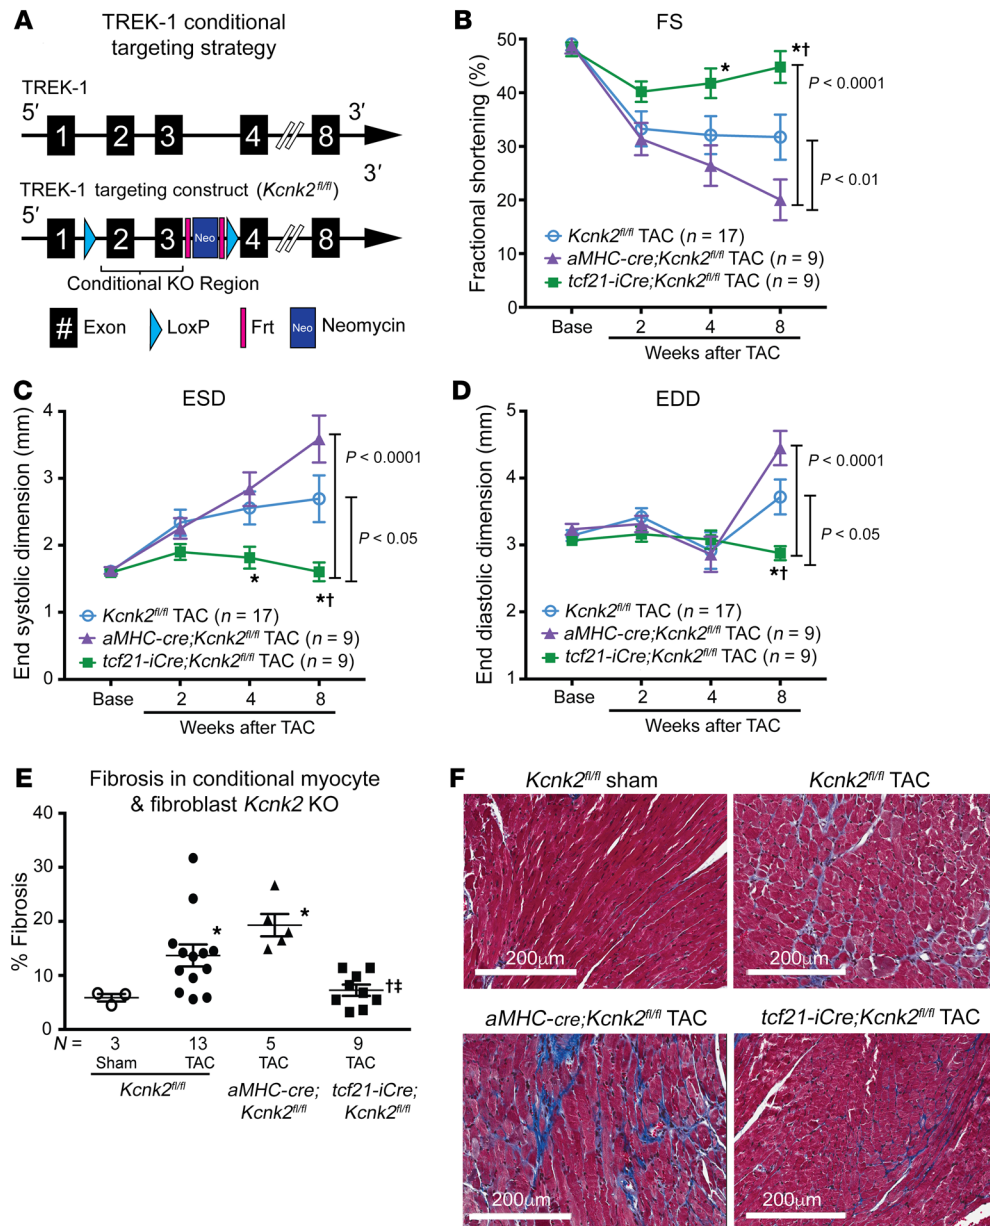 A
TREK-1 conditional
targeting strategy
TREK-1
5′ 3′
1 2 3 4 8
3′
TREK-1 targeting construct (Kcnk2fl/fl)
5′
1 2 3 Neo 4 8
Conditional KO Region
# Exon LoxP Frt Neo Neomycin
B
FS
Fractional shortening (%)
50
40
30
20
10
0
*
*†
P < 0.0001
P < 0.01
Kcnk2fl/fl TAC (n = 17)
aMHC-cre;Kcnk2fl/fl TAC (n = 9)
tcf21-iCre;Kcnk2fl/fl TAC (n = 9)
Base 2 4 8
Weeks after TAC
C
ESD
End systolic dimension (mm)
4
3
2
1
0
P < 0.0001
P < 0.05
*
*†
Kcnk2fl/fl TAC (n = 17)
aMHC-cre;Kcnk2fl/fl TAC (n = 9)
tcf21-iCre;Kcnk2fl/fl TAC (n = 9)
Base 2 4 8
Weeks after TAC
D
EDD
End diastolic dimension (mm)
5
4
3
2
1
P < 0.0001
P < 0.05
*†
Kcnk2fl/fl TAC (n = 17)
aMHC-cre;Kcnk2fl/fl TAC (n = 9)
tcf21-iCre;Kcnk2fl/fl TAC (n = 9)
Base 2 4 8
Weeks after TAC
E
Fibrosis in conditional myocyte
& fibroblast Kcnk2 KO
% Fibrosis
40
30
20
10
0
*
*
†‡
N = 3 13 5 9
Sham TAC TAC TAC
Kcnk2fl/fl aMHC-cre; tcf21-iCre;
Kcnk2fl/fl Kcnk2fl/fl
F
Kcnk2fl/fl sham
200µm
Kcnk2fl/fl TAC
200µm
aMHC-cre;Kcnk2fl/fl TAC
200µm
tcf21-iCre;Kcnk2fl/fl TAC
200µm